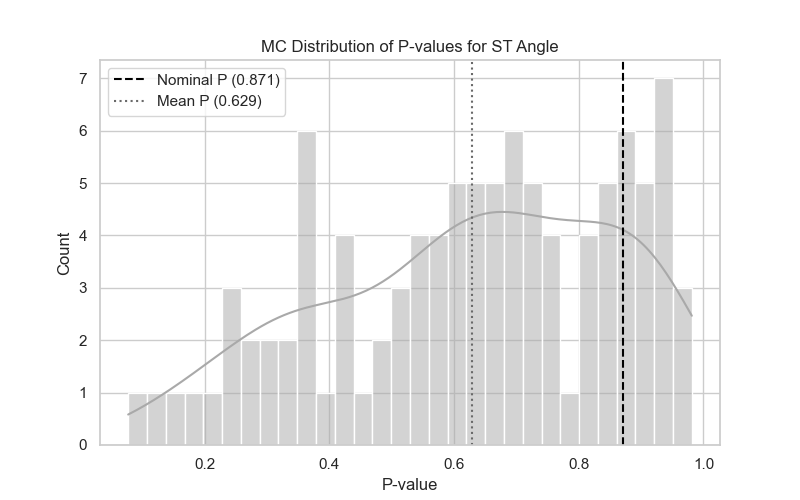 MC Distribution of P-values for ST Angle
Nominal P (0.871)
Mean P (0.629)
7
6
5
4
3
2
1
0
Count
0.2 0.4 0.6 0.8 1.0
P-value